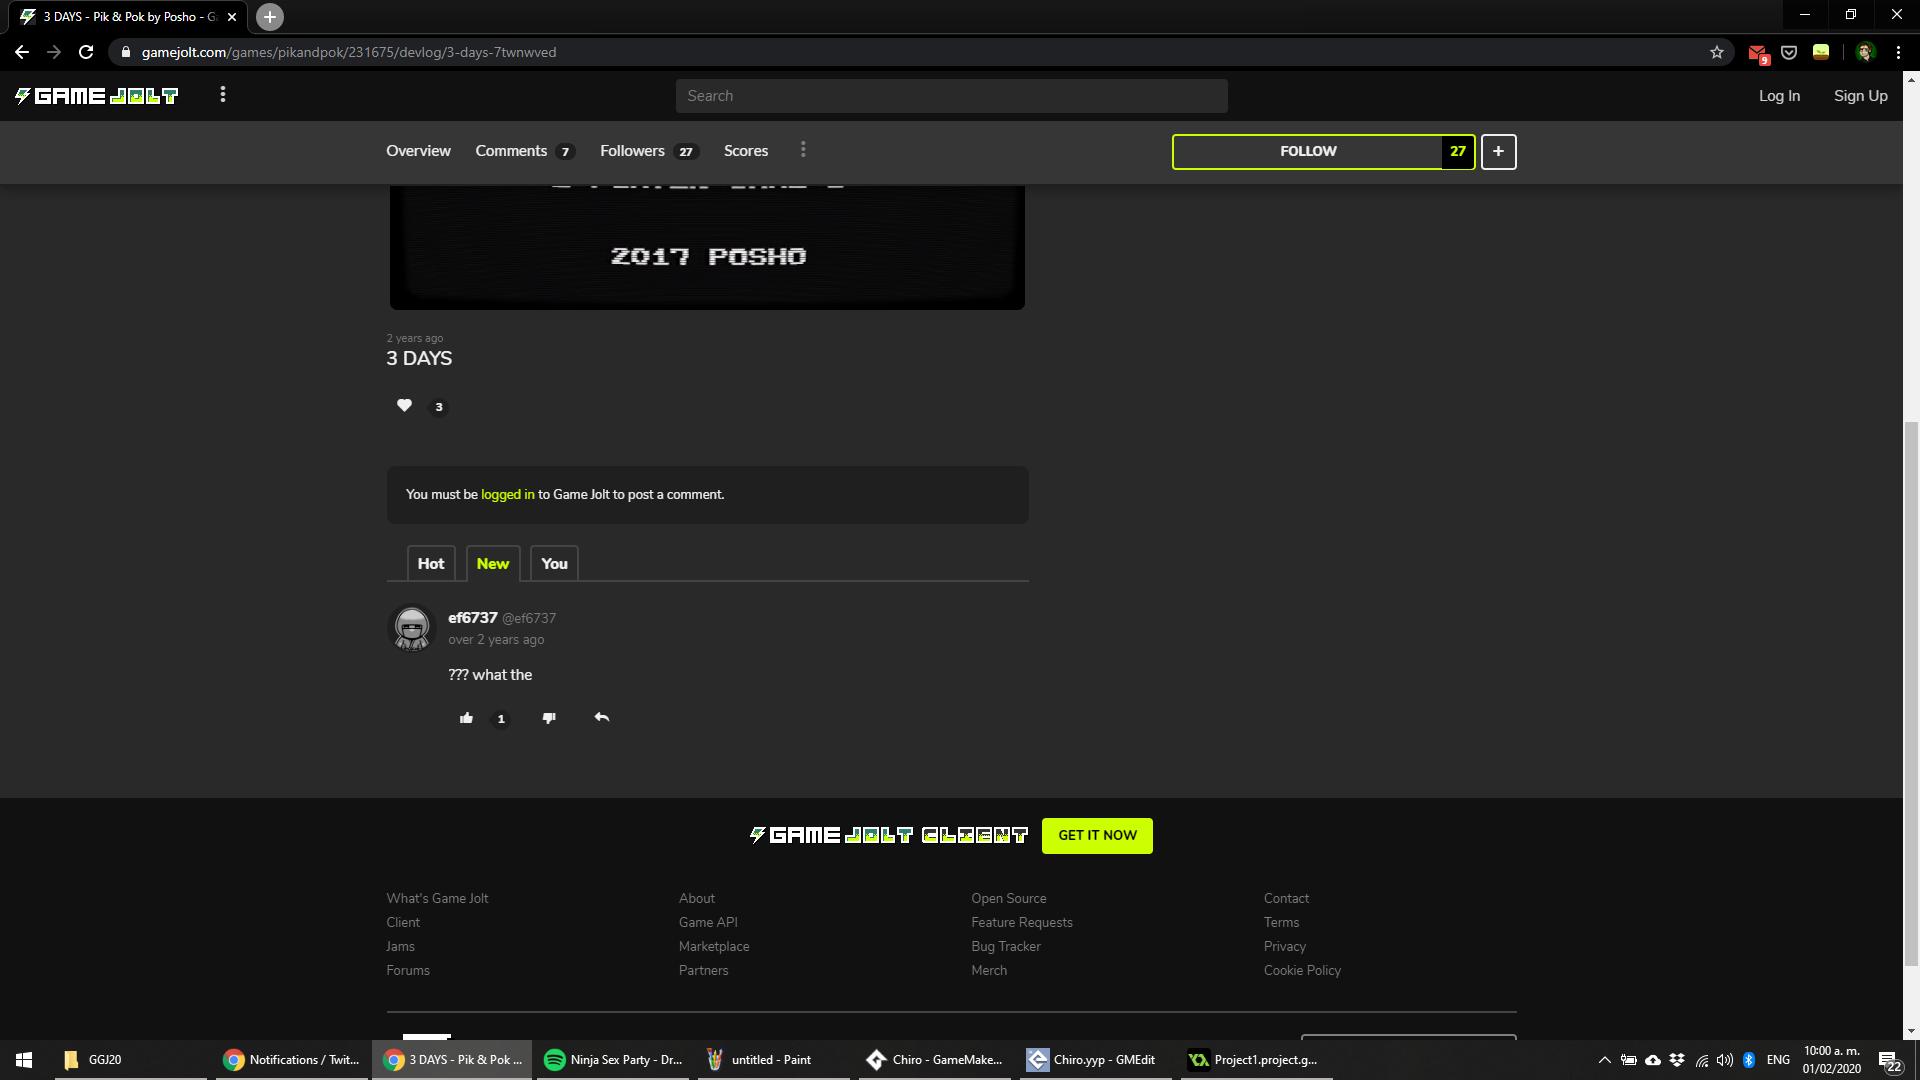 3 DAYS - Pik & Pok by Posho - G
gamejolt.com/games/pikandpok/231675/devlog/3-days-7twnwved
9
GAME JOLT
Search
Log In
Sign Up
Overview
Comments 7
Followers 27
Scores
FOLLOW 27
+
2017 POSHO
2 years ago
3 DAYS
3
You must be logged in to Game Jolt to post a comment.
Hot
New
You
ef6737 @ef6737
over 2 years ago
??? what the
1
GAME JOLT CLIENT
GET IT NOW
What's Game Jolt
About
Open Source
Contact
Client
Game API
Feature Requests
Terms
Jams
Marketplace
Bug Tracker
Privacy
Forums
Partners
Merch
Cookie Policy
GGJ20
Notifications / Twit...
3 DAYS - Pik & Pok ...
Ninja Sex Party - Dr...
untitled - Paint
Chiro - GameMake...
Chiro.yyp - GMEdit
Project1.project.g...
ENG
10:00 a. m.
01/02/2020
22